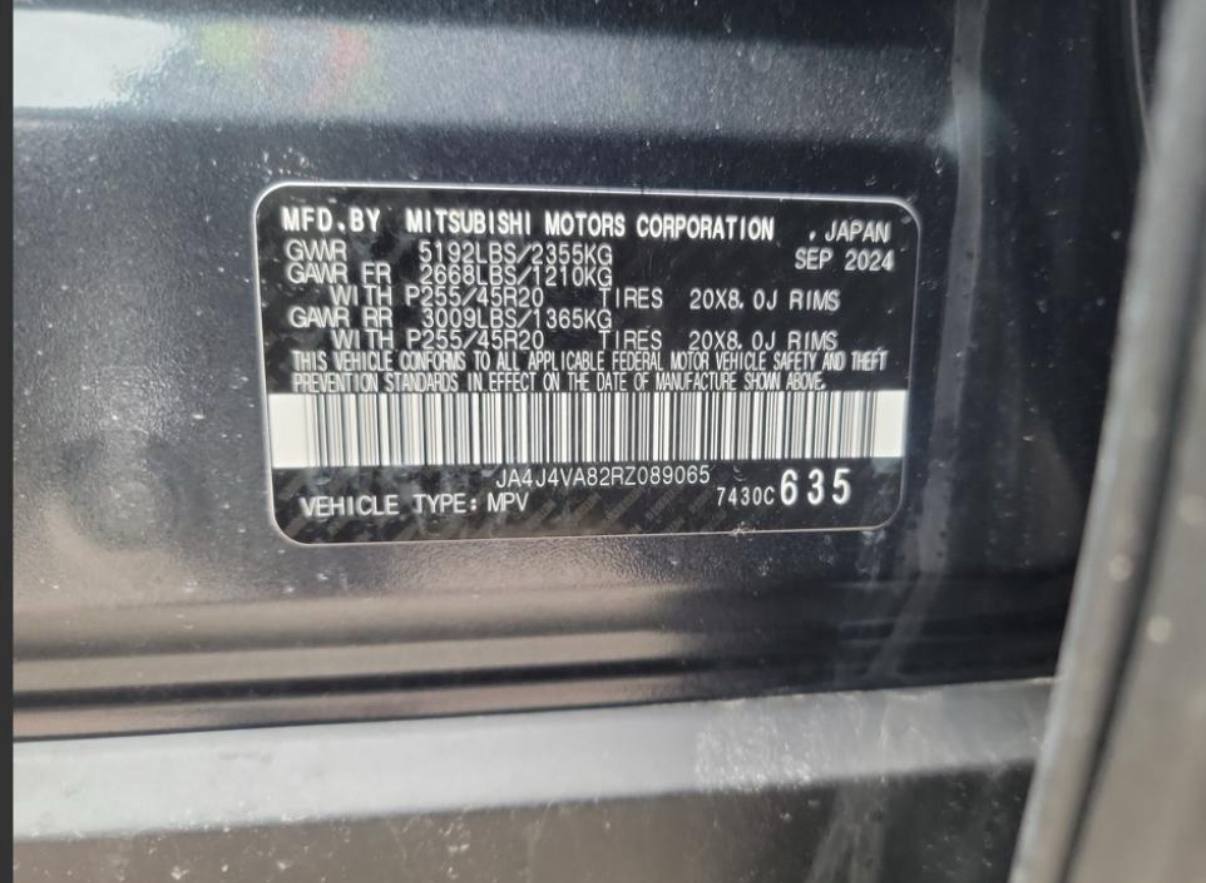 MFD.BY MITSUBISHI MOTORS CORPORATION , JAPAN
GVWR 5192LBS/2355KG SEP 2024
GAWR FR 2668LBS/1210KG
WITH P255/45R20 TIRES 20X8.0J RIMS
GAWR RR 3009LBS/1365KG
WITH P255/45R20 TIRES 20X8.0J RIMS
THIS VEHICLE CONFORMS TO ALL APPLICABLE FEDERAL MOTOR VEHICLE SAFETY AND THEFT
PREVENTION STANDARDS IN EFFECT ON THE DATE OF MANUFACTURE SHOWN ABOVE.
JA4J4VA82RZ089065
VEHICLE TYPE: MPV 7430C 635